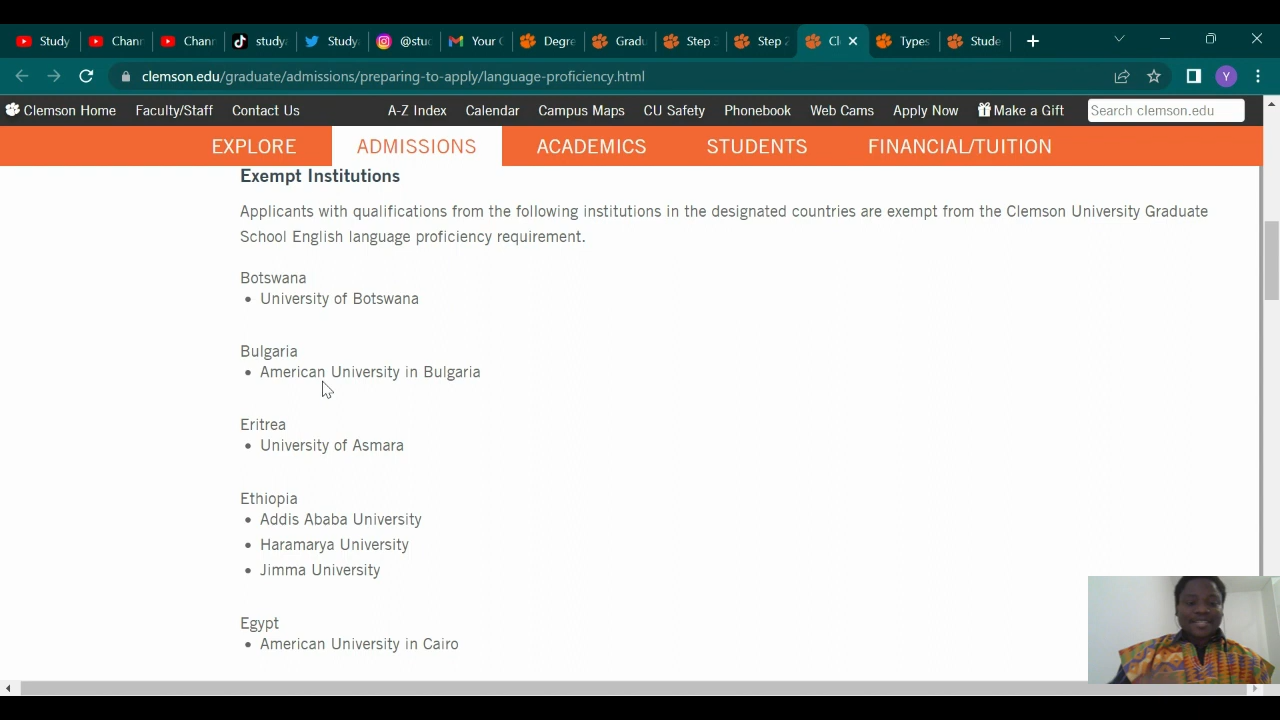 Study
Chann
Chann
study
Study
@stud
Your
Degre
Gradu
Step 3
Step 2
Cl
Types
Stude
clemson.edu/graduate/admissions/preparing-to-apply/language-proficiency.html
Y
Clemson Home
Faculty/Staff
Contact Us
A-Z Index
Calendar
Campus Maps
CU Safety
Phonebook
Web Cams
Apply Now
Make a Gift
Search clemson.edu
EXPLORE
ADMISSIONS
ACADEMICS
STUDENTS
FINANCIAL/TUITION
Exempt Institutions
Applicants with qualifications from the following institutions in the designated countries are exempt from the Clemson University Graduate
School English language proficiency requirement.
Botswana
• University of Botswana
Bulgaria
• American University in Bulgaria
Eritrea
• University of Asmara
Ethiopia
• Addis Ababa University
• Haramarya University
• Jimma University
Egypt
• American University in Cairo